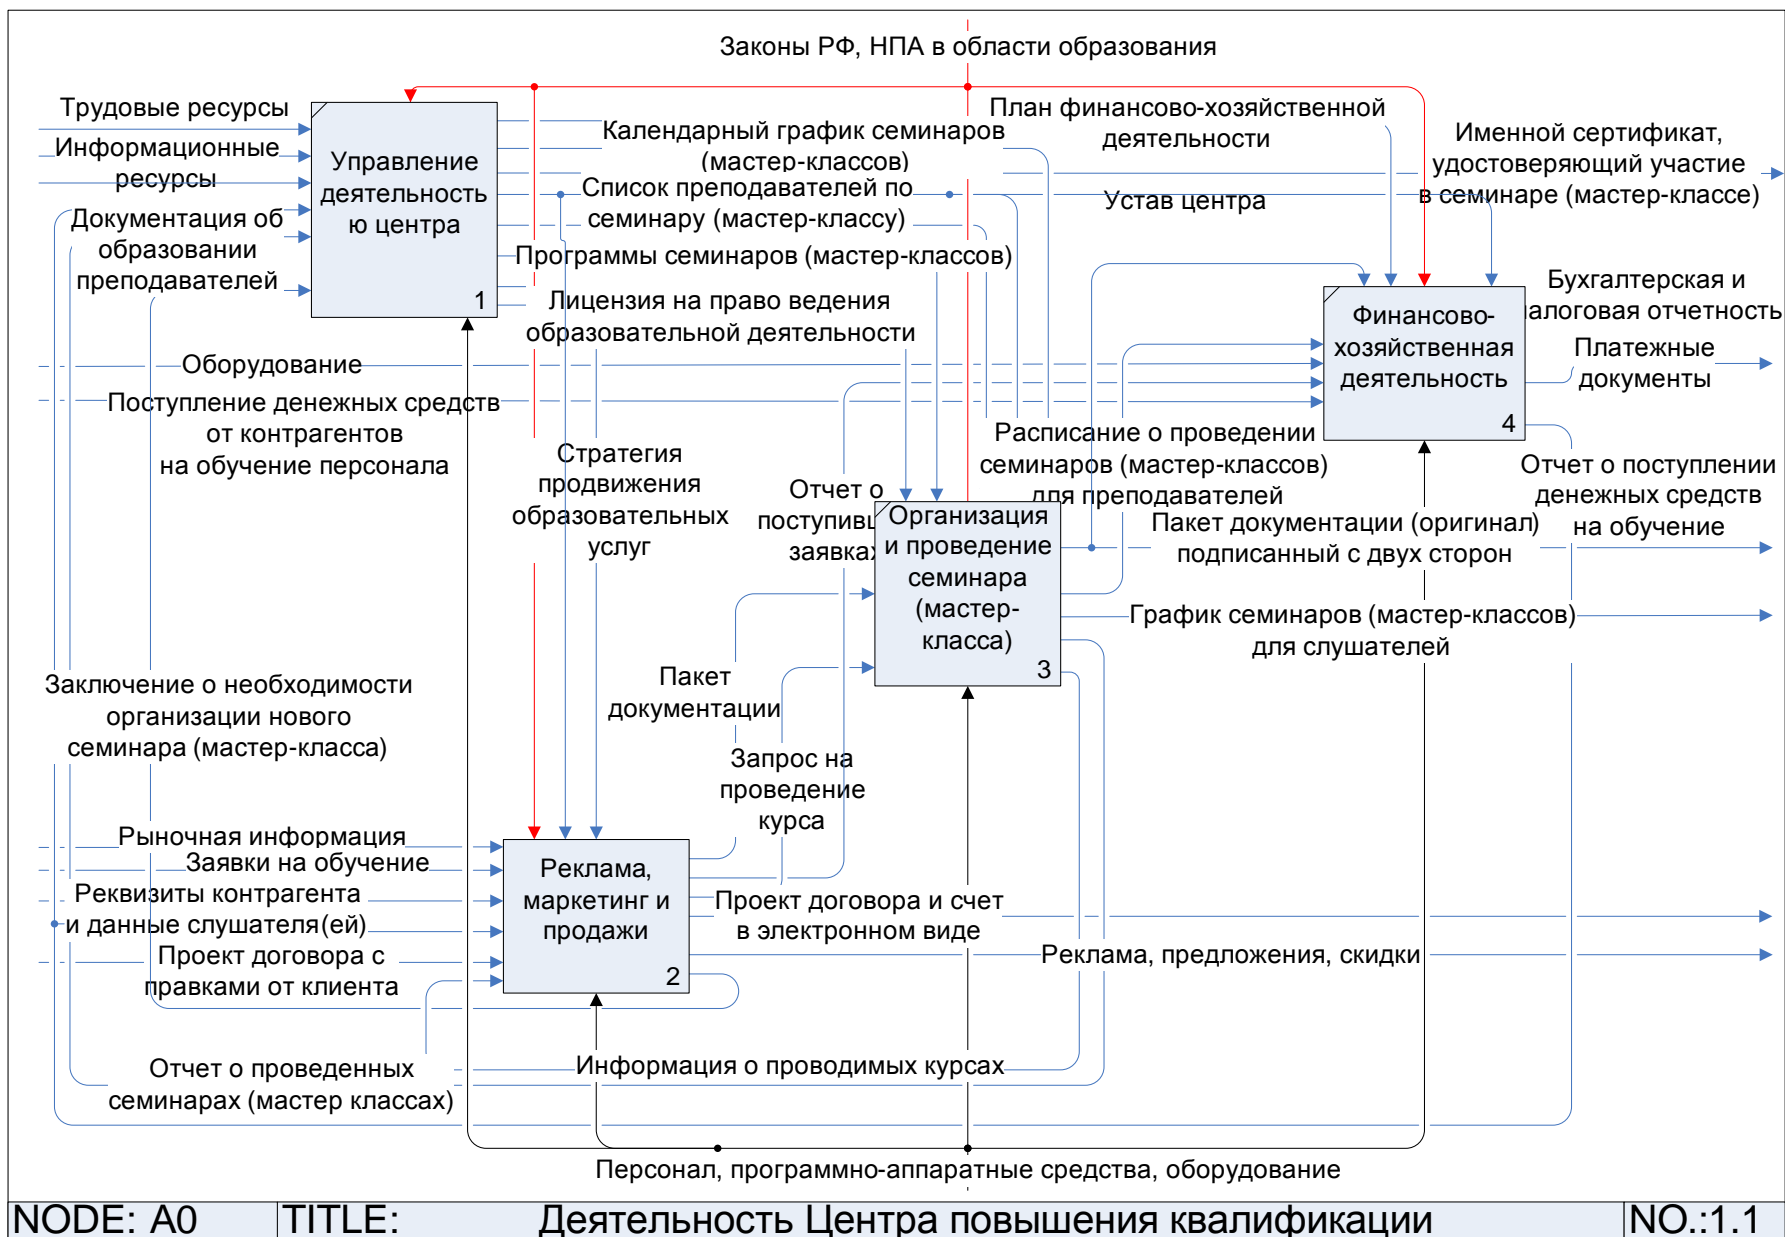 Законы РФ, НПА в области образования
Трудовые ресурсы
Информационные
ресурсы
Документация об
образовании
преподавателей
Управление
деятельность
ю центра
1
Календарный график семинаров
(мастер-классов)
Список преподавателей по
семинару (мастер-классу)
Программы семинаров (мастер-классов)
Лицензия на право ведения
образовательной деятельности
План финансово-хозяйственной
деятельности
Устав центра
Именной сертификат,
удостоверяющий участие
в семинаре (мастер-классе)
Бухгалтерская и
алоговая отчетность
Финансово-
хозяйственная
деятельность
4
Платежные
документы
Оборудование
Поступление денежных средств
от контрагентов
на обучение персонала
Стратегия
продвижения
образовательных
услуг
Отчет о
поступивш
заявках
Расписание о проведении
семинаров (мастер-классов)
для преподавателей
Отчет о поступлении
денежных средств
на обучение
Организация
и проведение
семинара
(мастер-
класса)
3
Пакет документации (оригинал)
подписанный с двух сторон
График семинаров (мастер-классов)
для слушателей
Заключение о необходимости
организации нового
семинара (мастер-класса)
Пакет
документации
Запрос на
проведение
курса
Рыночная информация
Заявки на обучение
Реквизиты контрагента
и данные слушателя(ей)
Проект договора с
правками от клиента
Реклама,
маркетинг и
продажи
2
Проект договора и счет
в электронном виде
Реклама, предложения, скидки
Отчет о проведенных
семинарах (мастер классах)
Информация о проводимых курсах
Персонал, программно-аппаратные средства, оборудование
NODE: A0
TITLE:
Деятельность Центра повышения квалификации
NO.:1.1